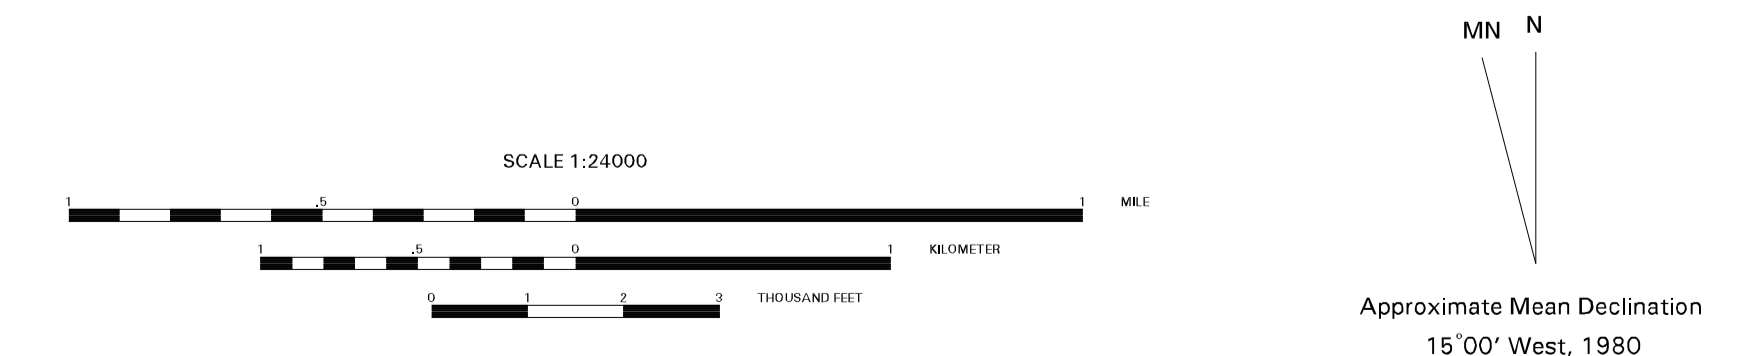 MN N
SCALE 1:24000
1 .5 0 1 MILE
1 .5 0 1 KILOMETER
0 1 2 3 THOUSAND FEET
Approximate Mean Declination
15°00' West, 1980